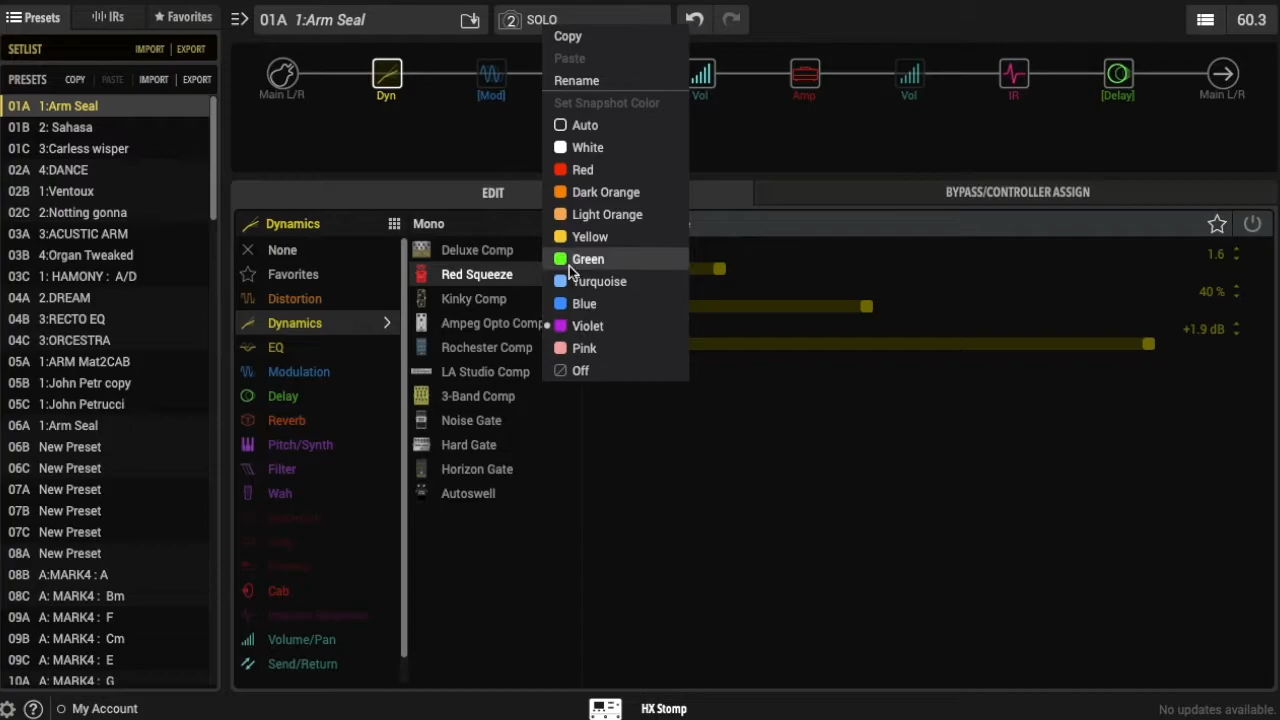 Presets IRs Favorites 01A 1:Arm Seal 2 SOLO 60.3
SETLIST IMPORT | EXPORT
PRESETS COPY PASTE IMPORT | EXPORT
01A 1:Arm Seal
01B 2: Sahasa
01C 3:Carless wisper
02A 4:DANCE
02B 1:Ventoux
02C 2:Notting gonna
03A 3:ACUSTIC ARM
03B 4:Organ Tweaked
03C 1: HAMONY : A/D
04A 2.DREAM
04B 3:RECTO EQ
04C 3:ORCESTRA
05A 1:ARM Mat2CAB
05B 1:John Petr copy
05C 1:John Petrucci
06A 1:Arm Seal
06B New Preset
06C New Preset
07A New Preset
07B New Preset
07C New Preset
08A New Preset
08B A:MARK4 : A
08C A: MARK4 : Bm
09A A: MARK4 : F
09B A: MARK4 : Cm
09C A: MARK4 : E
10A A: MARK4 : G
Main L/R Dyn [Mod] Vol Amp Vol IR [Delay] Main L/R
Copy
Paste
Rename
Set Snapshot Color
Auto
White
Red
Dark Orange
Light Orange
Yellow
Green
Turquoise
Blue
Violet
Pink
Off
EDIT BYPASS/CONTROLLER ASSIGN
Dynamics
None
Favorites
Distortion
Dynamics
EQ
Modulation
Delay
Reverb
Pitch/Synth
Filter
Wah
Cab
Impulse Response
Volume/Pan
Send/Return
Mono
Deluxe Comp
Red Squeeze
Kinky Comp
Ampeg Opto Comp
Rochester Comp
LA Studio Comp
3-Band Comp
Noise Gate
Hard Gate
Horizon Gate
Autoswell
1.6
40 %
+1.9 dB
My Account HX Stomp No updates available